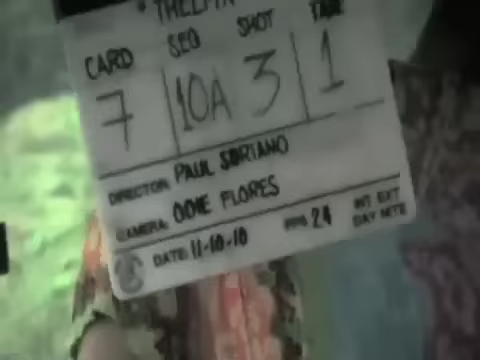 "THELMA
CARD SEQ SHOT TAKE
7 10A 3 1
DIRECTOR: PAUL SORIANO
CAMERA: ODIE FLORES
DATE: 11-10-10 FPS 24 INT EXT
DAY NITE